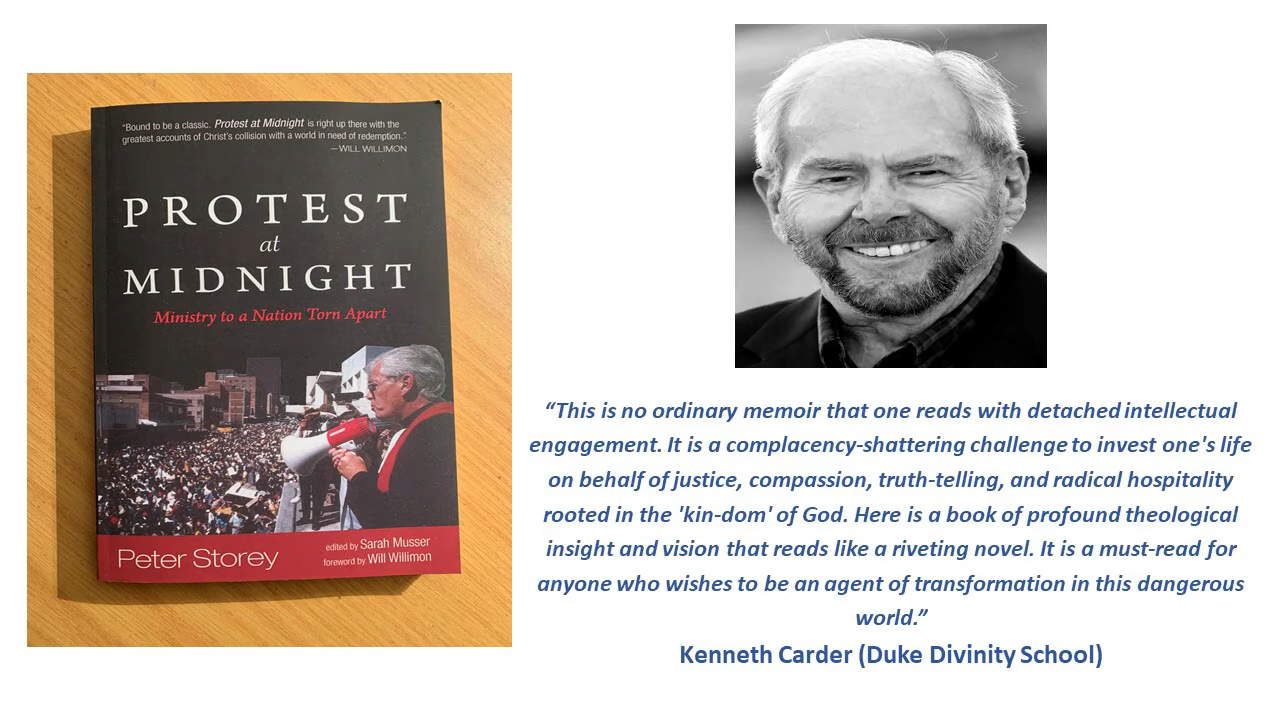 “Bound to be a classic. Protest at Midnight is right up there with the
greatest accounts of Christ's collision with a world in need of redemption.”
—WILL WILLIMON
PROTEST
at
MIDNIGHT
Ministry to a Nation Torn Apart
Peter Storey
edited by Sarah Musser
foreword by Will Willimon
“This is no ordinary memoir that one reads with detached intellectual
engagement. It is a complacency-shattering challenge to invest one's life
on behalf of justice, compassion, truth-telling, and radical hospitality
rooted in the 'kin-dom' of God. Here is a book of profound theological
insight and vision that reads like a riveting novel. It is a must-read for
anyone who wishes to be an agent of transformation in this dangerous
world.”
Kenneth Carder (Duke Divinity School)